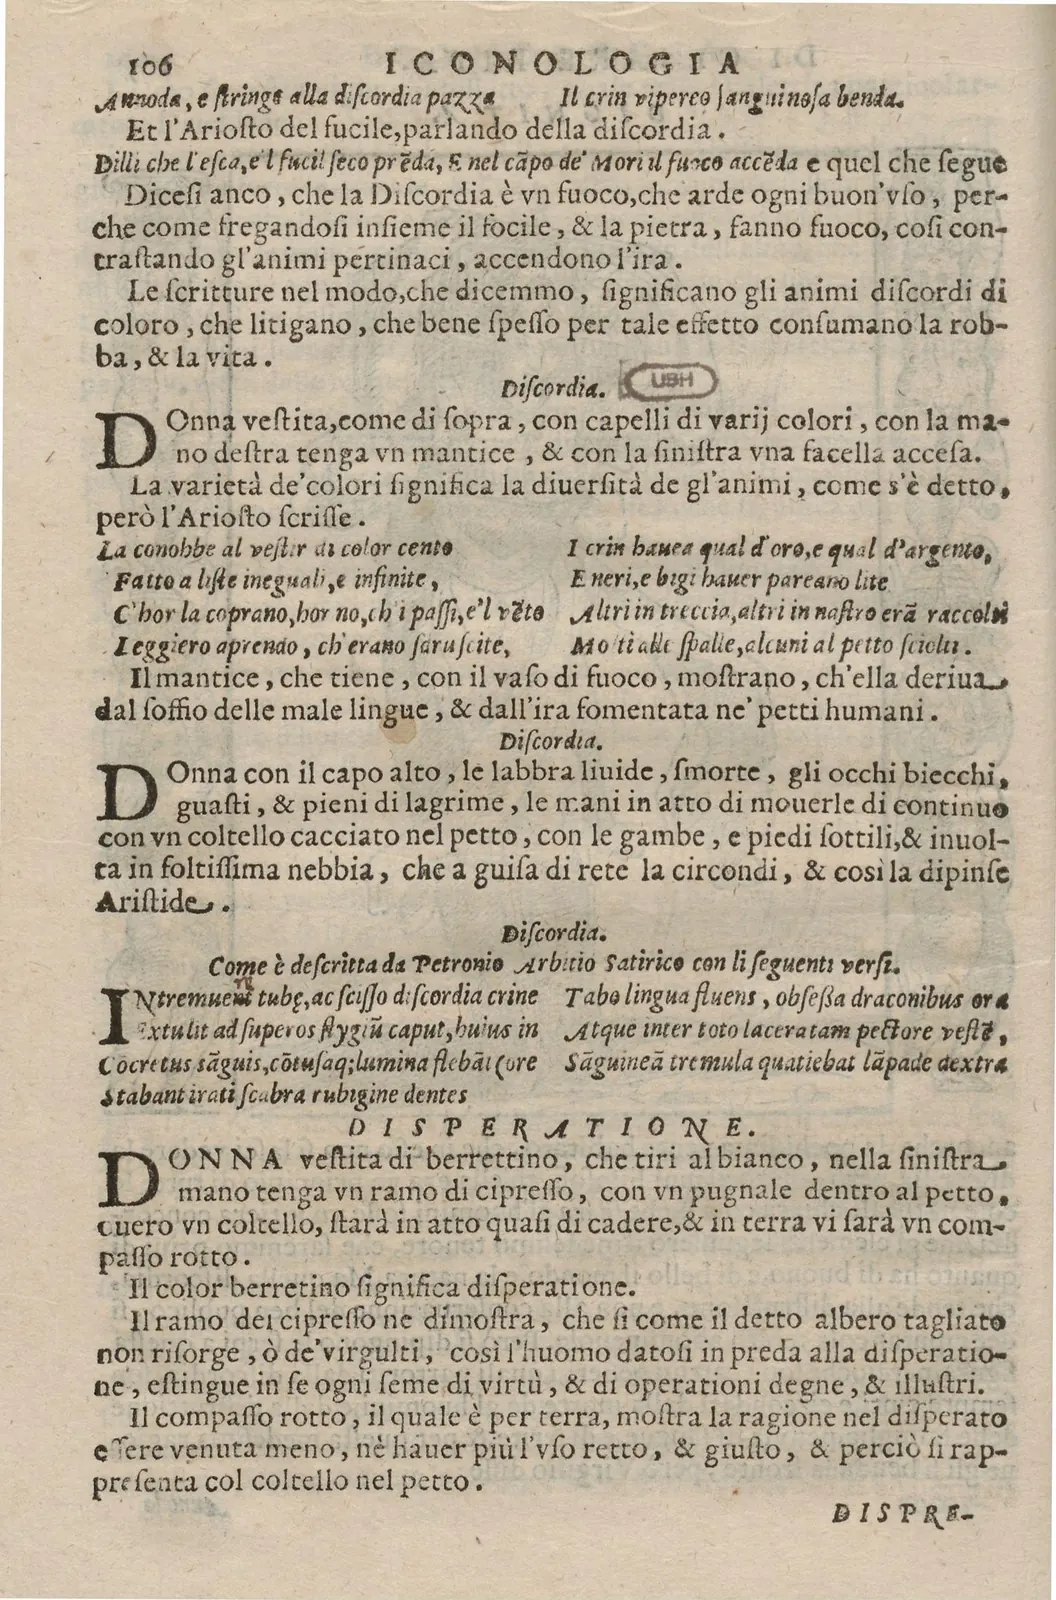 106 ICONOLOGIA
Annoda, e stringe alla discordia pazza Il crin vipereo sanguinosa benda.
Et l'Ariosto del fucile, parlando della discordia.
Dilli che l'esca, e'l fucil seco prẽda, E nel cãpo de' Mori il fuoco accẽda e quel che segue
Dicesi anco, che la Discordia è vn fuoco, che arde ogni buon'vso, per-
che come fregandosi insieme il focile, & la pietra, fanno fuoco, cosi con-
trastando gl'animi pertinaci, accendono l'ira.
Le scritture nel modo, che dicemmo, significano gli animi discordi di
coloro, che litigano, che bene spesso per tale effetto consumano la rob-
ba, & la vita.
Discordia. UBH
DOnna vestita, come di sopra, con capelli di varij colori, con la ma-
no destra tenga vn mantice, & con la sinistra vna facella accesa.
La varietà de'colori significa la diuersità de gl'animi, come s'è detto,
però l'Ariosto scrisse.
La conobbe al vestir di color cento I crin hauea qual d'oro, e qual d'argento,
Fatto a liste ineguali, e infinite, E neri, e bigi hauer pareano lite
C'hor la coprano, hor no, ch'i passi, e'l vẽto Altri in treccia, altri in nastro erã raccolti
Leggiero aprendo, ch'erano sdruscite, Molti alle spalle, alcuni al petto sciolti.
Il mantice, che tiene, con il vaso di fuoco, mostrano, ch'ella deriua
dal soffio delle male lingue, & dall'ira fomentata ne' petti humani.
Discordia.
DOnna con il capo alto, le labbra liuide, smorte, gli occhi biecchi,
guasti, & pieni di lagrime, le mani in atto di mouerle di continuo
con vn coltello cacciato nel petto, con le gambe, e piedi sottili, & inuol-
ta in foltissima nebbia, che a guisa di rete la circondi, & così la dipinse
Aristide.
Discordia.
Come è descritta da Petronio Arbitio Satirico con li seguenti versi.
INtremuent tubę, ac scisso discordia crine Tabo lingua fluens, obsessa draconibus ora
Extulit ad superos stygiũ caput, huius in Atque inter toto laceratam pectore vestẽ,
Cõcretus sãguis, cõtusaq; lumina flebãt (ore Sãguineã tremula quatiebat lãpade dextra
Stabant irati scabra rubigine dentes
DISPERATIONE.
DONNA vestita di berrettino, che tiri al bianco, nella sinistra
mano tenga vn ramo di cipresso, con vn pugnale dentro al petto,
ouero vn coltello, starà in atto quasi di cadere, & in terra vi sarà vn com-
passo rotto.
Il color berretino significa disperatione.
Il ramo del cipresso ne dimostra, che si come il detto albero tagliato
non risorge, ò de'virgulti, così l'huomo datosi in preda alla disperatio-
ne, estingue in se ogni seme di virtù, & di operationi degne, & illustri.
Il compasso rotto, il quale è per terra, mostra la ragione nel disperato
essere venuta meno, nè hauer più l'vso retto, & giusto, & perciò si rap-
presenta col coltello nel petto.
DISPRE-